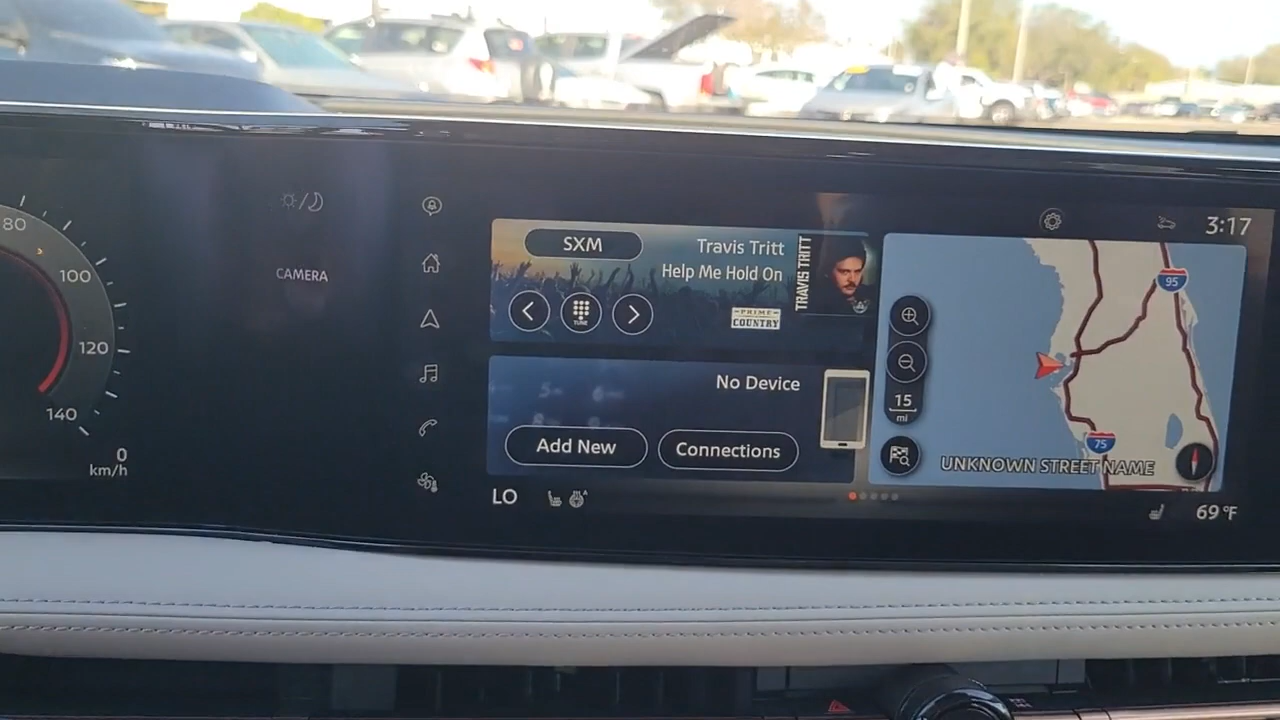 80
100
120
140
0
km/h
CAMERA
SXM
Travis Tritt
Help Me Hold On
TUNE
PRIME
COUNTRY
TRAVIS TRITT
No Device
Add New
Connections
LO
3:17
95
15
mi
75
UNKNOWN STREET NAME
69°F